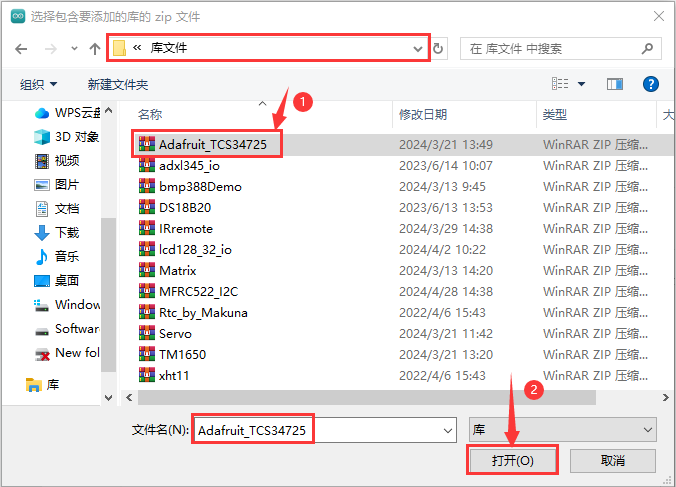 选择包含要添加的库的 zip 文件
« 库文件
在 库文件 中搜索
组织 新建文件夹
名称 修改日期 类型 大
WPS云盘
3D 对象
视频
图片
文档
下载
音乐
桌面
Window
Software
New fol
库
1
Adafruit_TCS34725 2024/3/21 13:49 WinRAR ZIP 压缩...
adxl345_io 2023/6/14 10:07 WinRAR ZIP 压缩...
bmp388Demo 2024/3/13 9:45 WinRAR ZIP 压缩...
DS18B20 2023/6/13 13:53 WinRAR ZIP 压缩...
IRremote 2024/3/29 14:38 WinRAR ZIP 压缩...
lcd128_32_io 2024/4/2 10:22 WinRAR ZIP 压缩...
Matrix 2024/3/13 14:20 WinRAR ZIP 压缩...
MFRC522_I2C 2024/4/28 14:38 WinRAR ZIP 压缩...
Rtc_by_Makuna 2022/4/6 15:43 WinRAR ZIP 压缩...
Servo 2024/3/21 11:42 WinRAR ZIP 压缩...
TM1650 2024/3/21 13:20 WinRAR ZIP 压缩...
xht11 2022/4/6 15:43 WinRAR ZIP 压缩...
2
文件名(N): Adafruit_TCS34725 库
打开(O) 取消